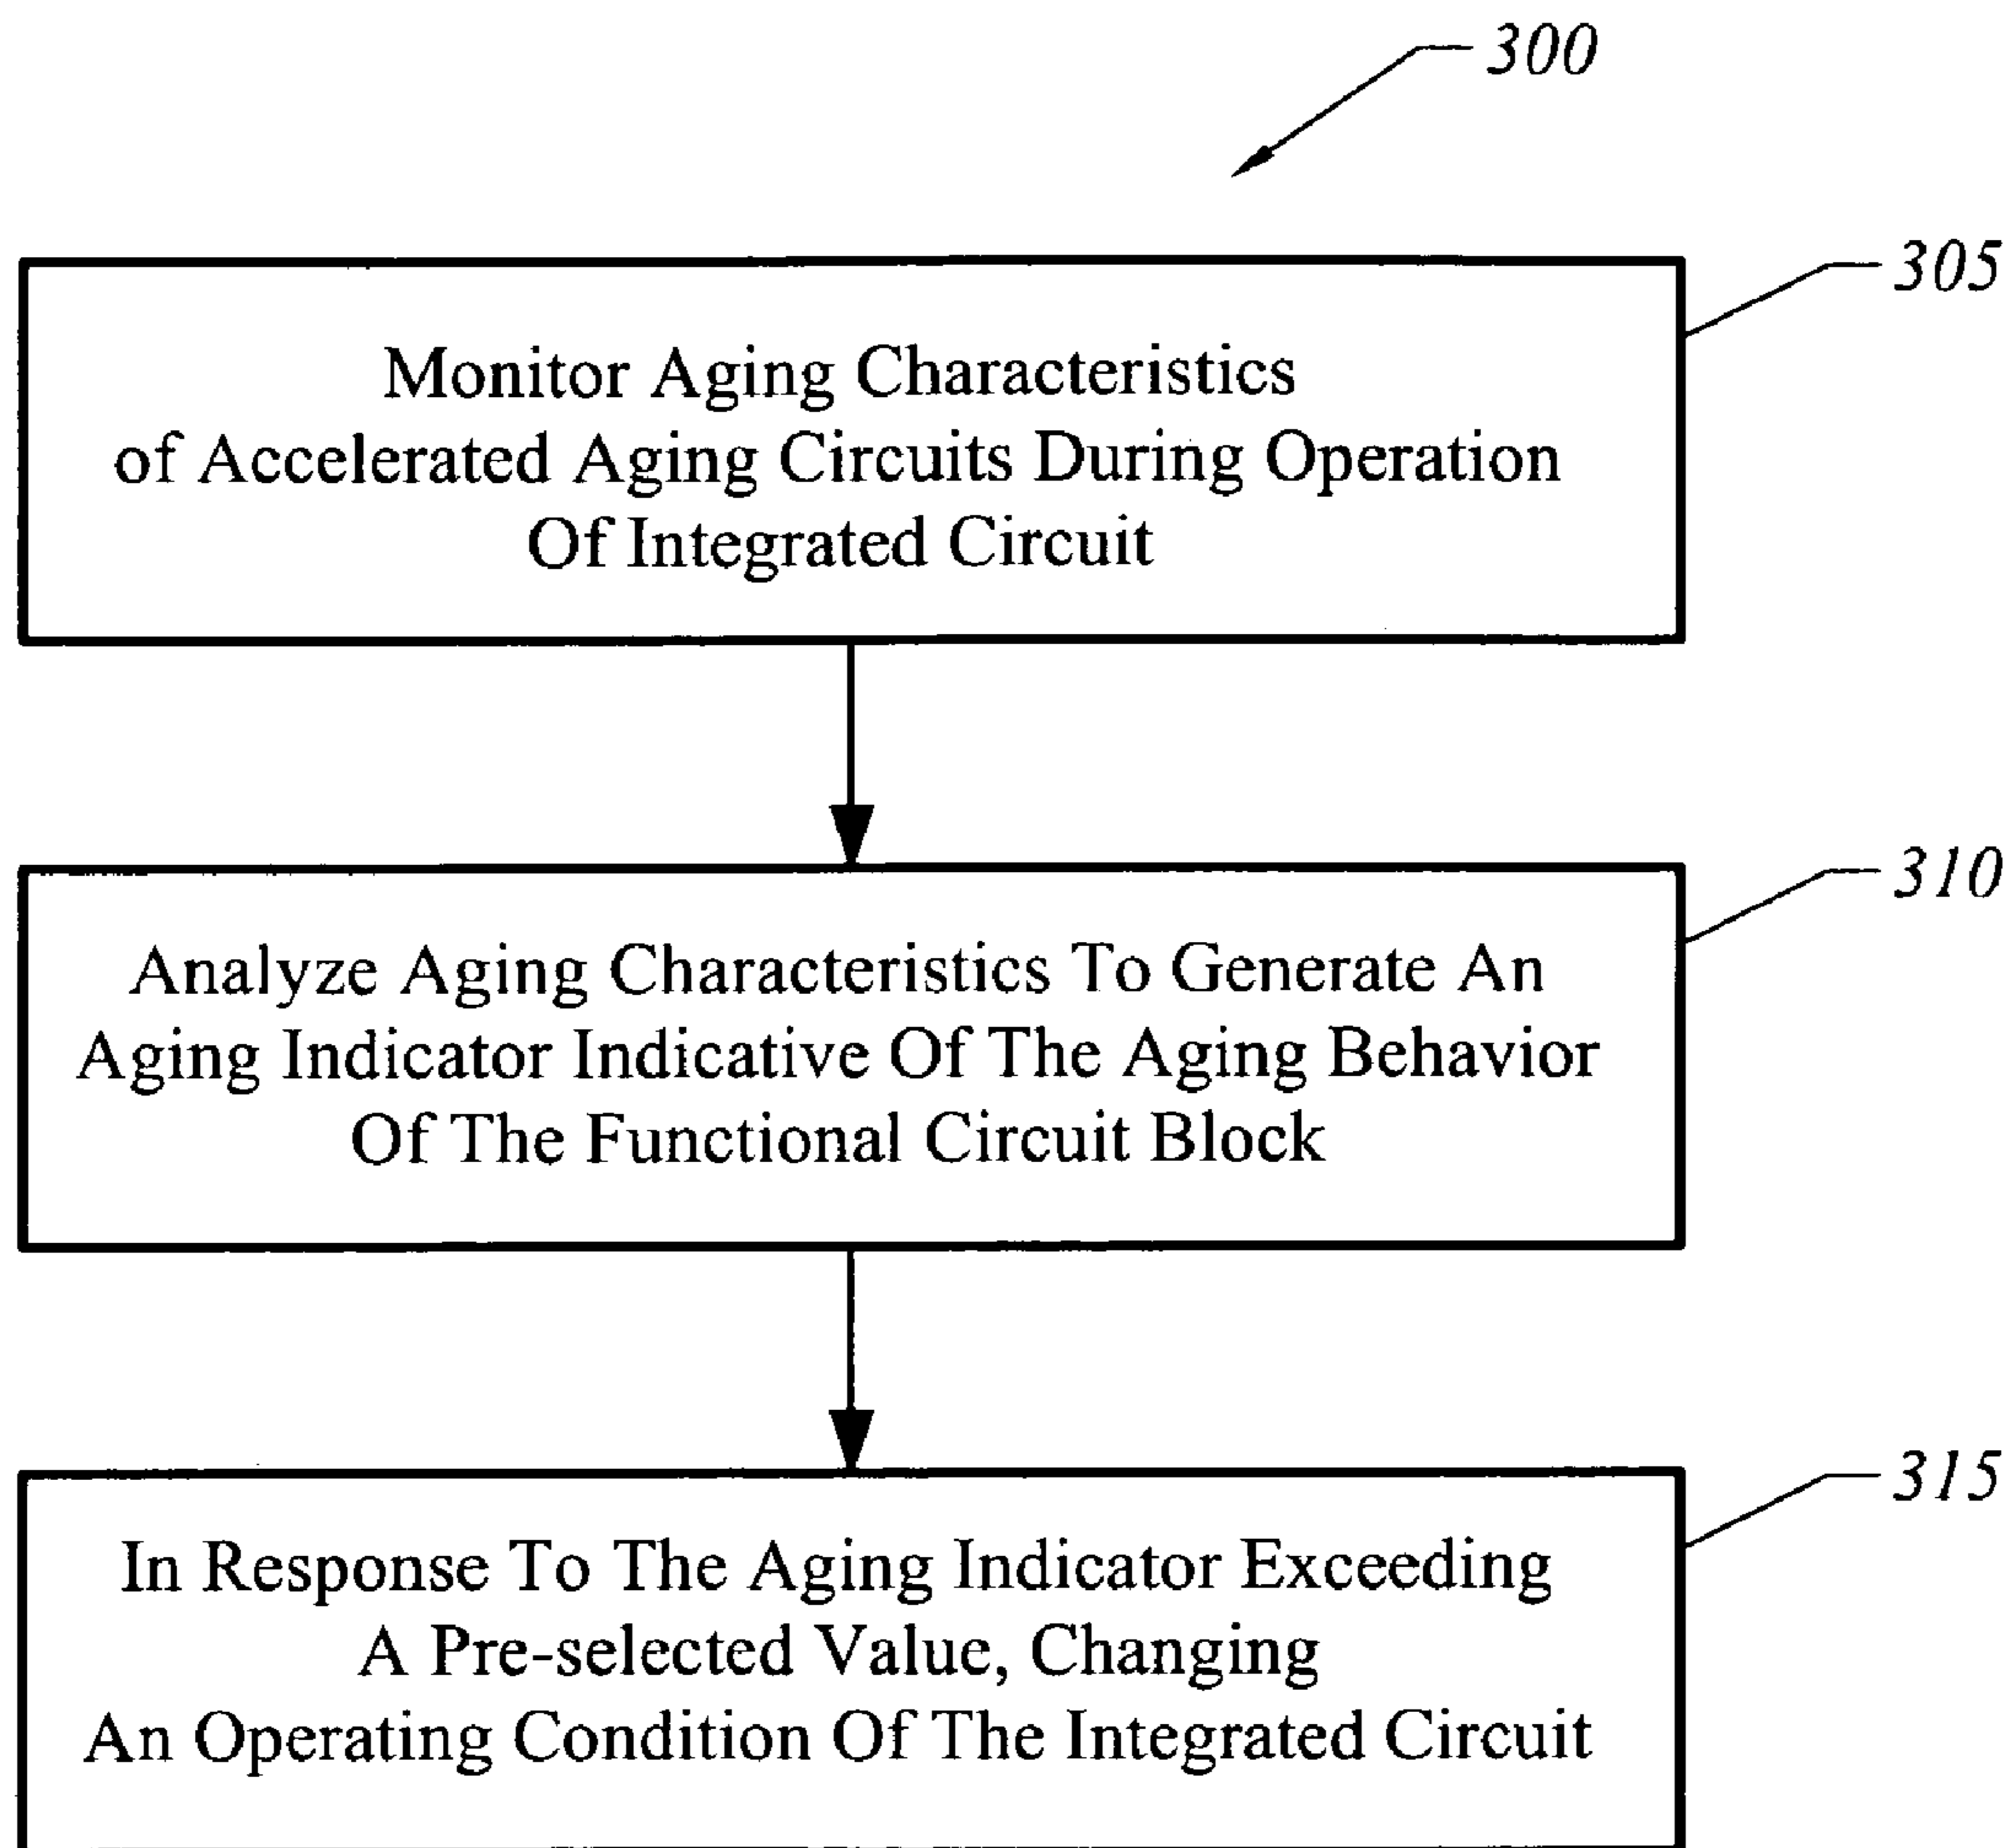 300
305
Monitor Aging Characteristics
of Accelerated Aging Circuits During Operation
Of Integrated Circuit
310
Analyze Aging Characteristics To Generate An
Aging Indicator Indicative Of The Aging Behavior
Of The Functional Circuit Block
315
In Response To The Aging Indicator Exceeding
A Pre-selected Value, Changing
An Operating Condition Of The Integrated Circuit